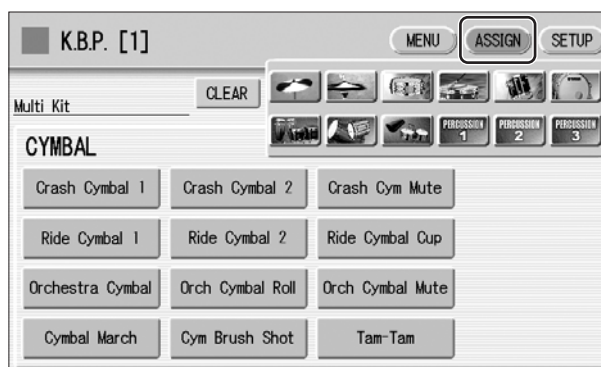 K.B.P. [1] MENU ASSIGN SETUP
Multi Kit CLEAR
PERCUSSION 1 PERCUSSION 2 PERCUSSION 3
CYMBAL
Crash Cymbal 1 Crash Cymbal 2 Crash Cym Mute
Ride Cymbal 1 Ride Cymbal 2 Ride Cymbal Cup
Orchestra Cymbal Orch Cymbal Roll Orch Cymbal Mute
Cymbal March Cym Brush Shot Tam-Tam